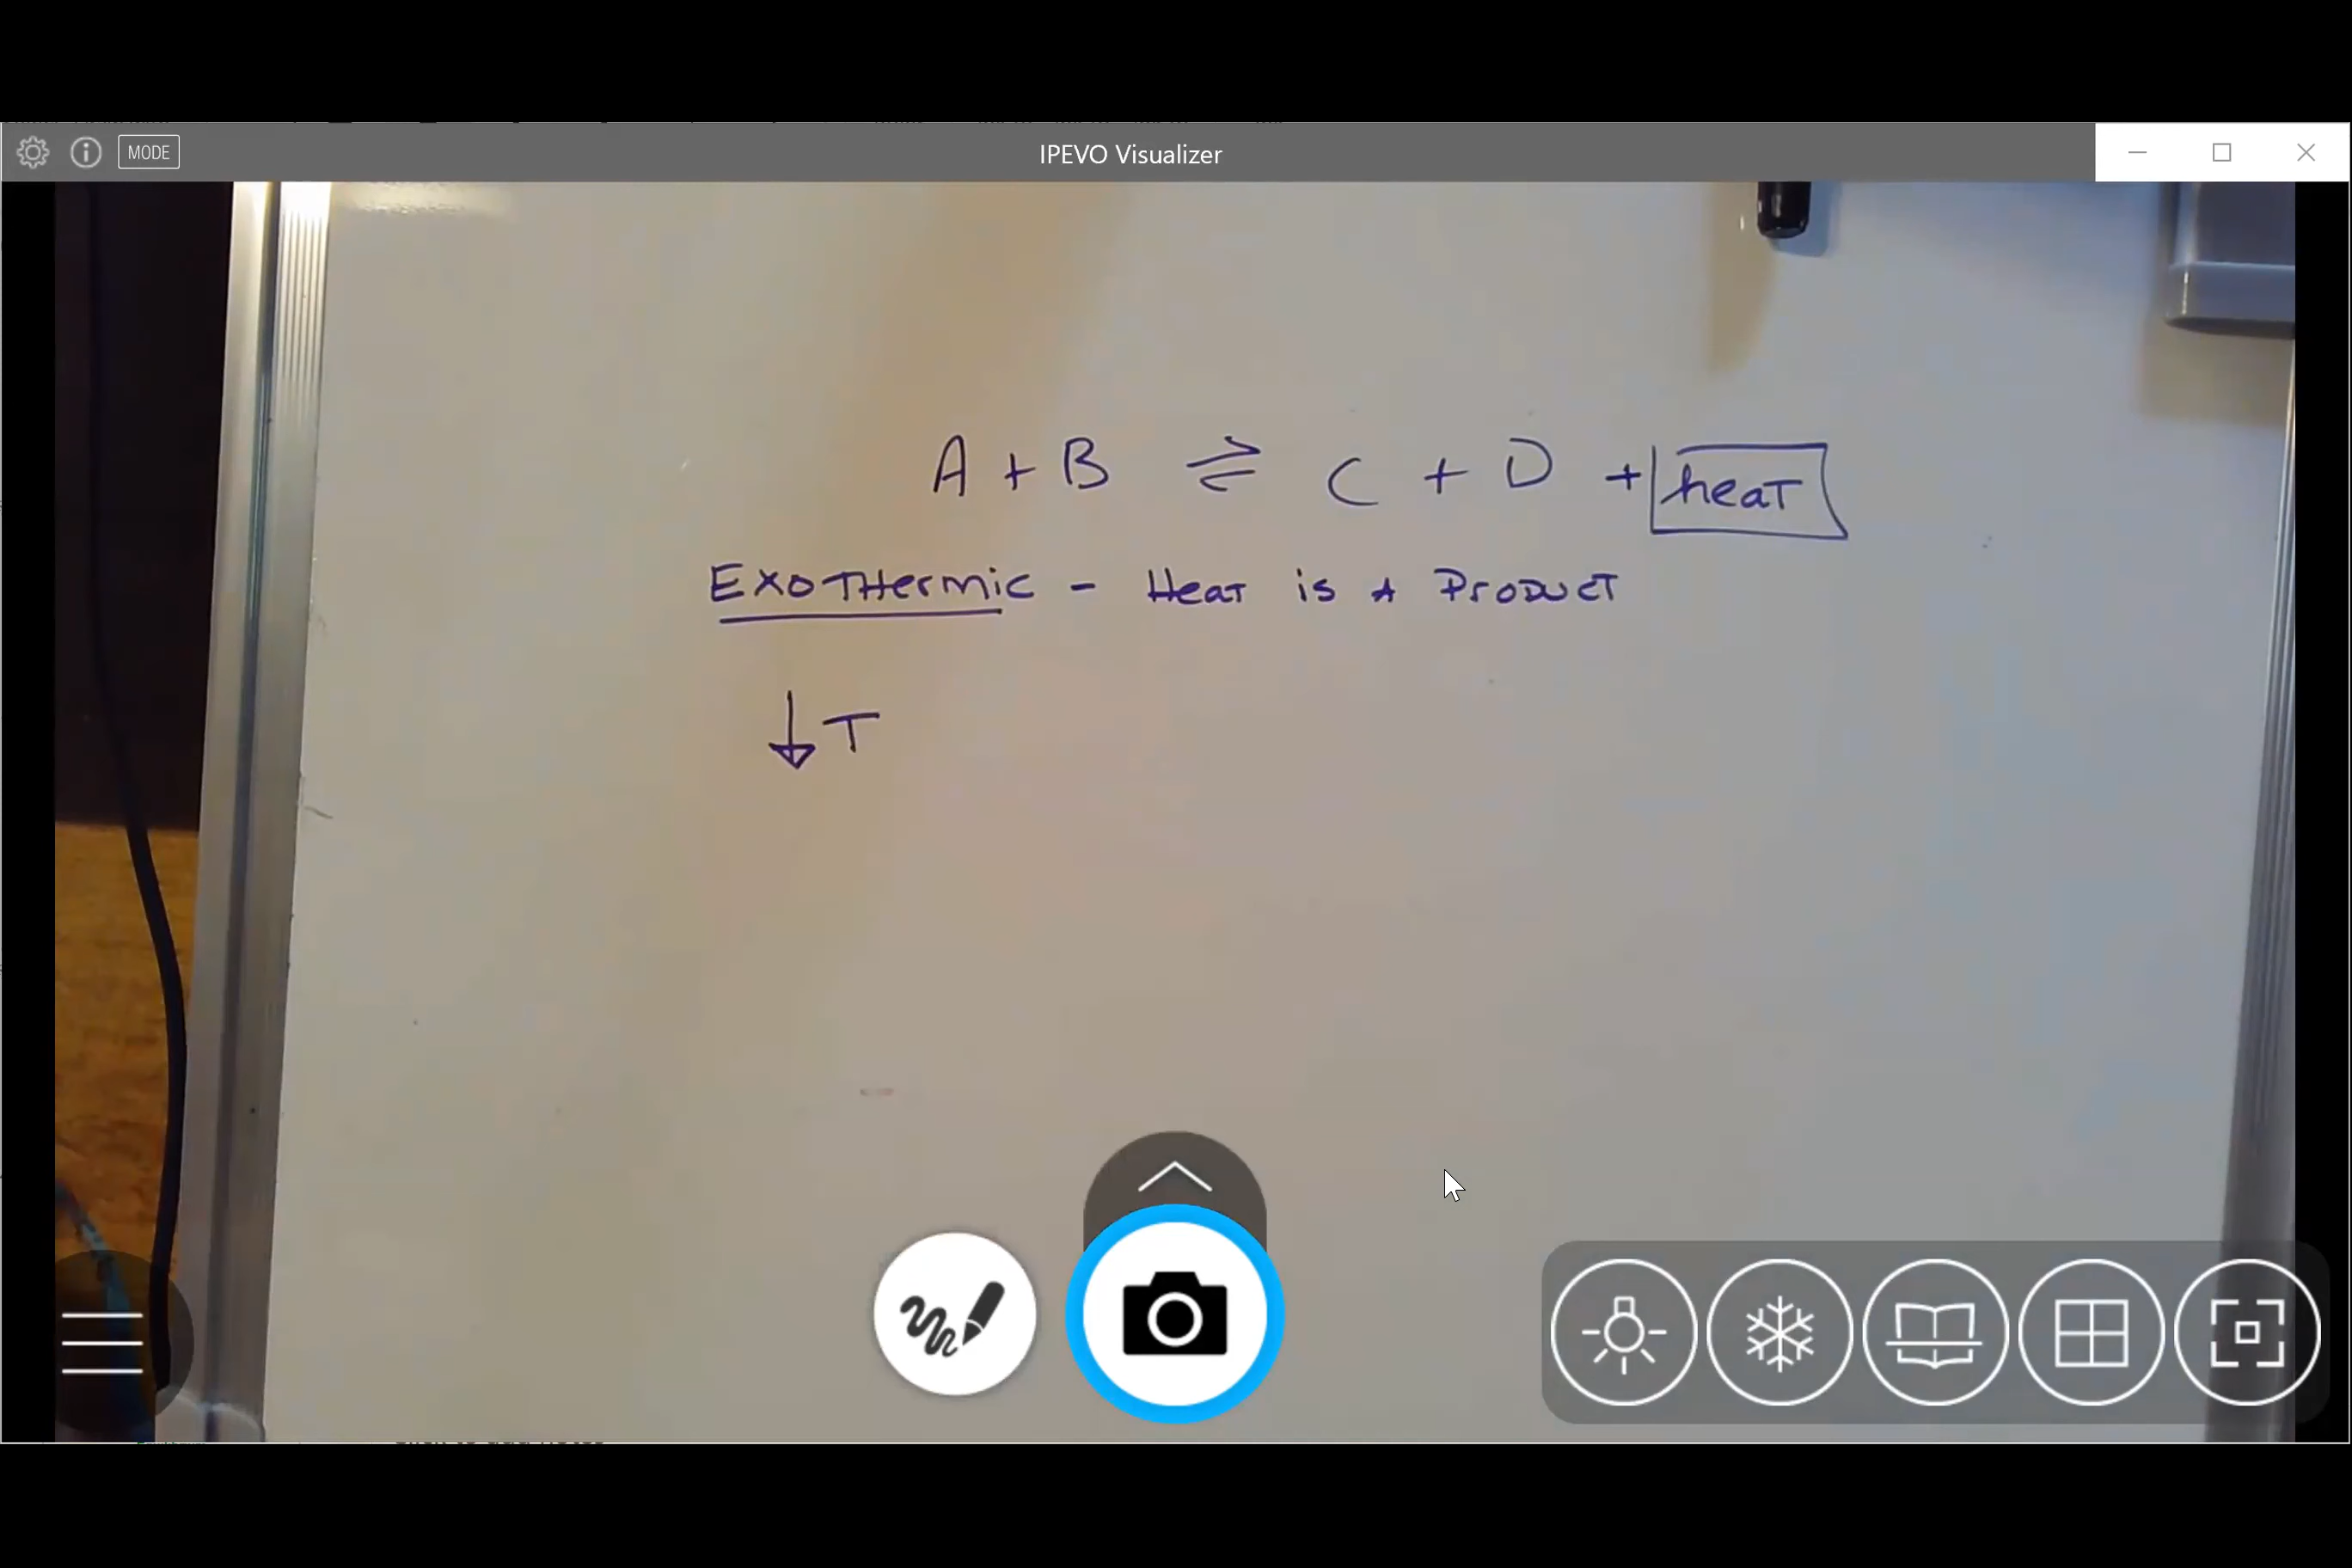 MODE
IPEVO Visualizer
A + B ⇌ C + D + heat
Exothermic - Heat is a Product
↓ T